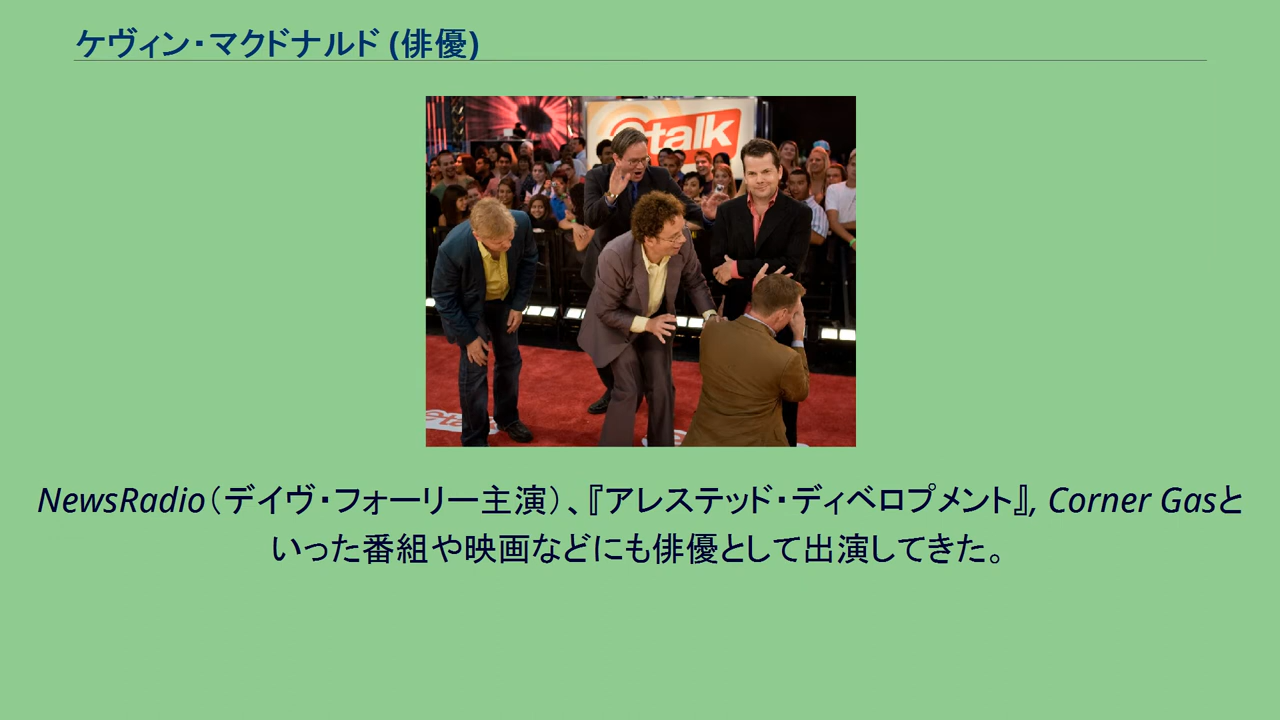 ケヴィン・マクドナルド (俳優)
talk
NewsRadio（デイヴ・フォーリー主演）、『アレステッド・ディベロプメント』, Corner Gasと
いった番組や映画などにも俳優として出演してきた。